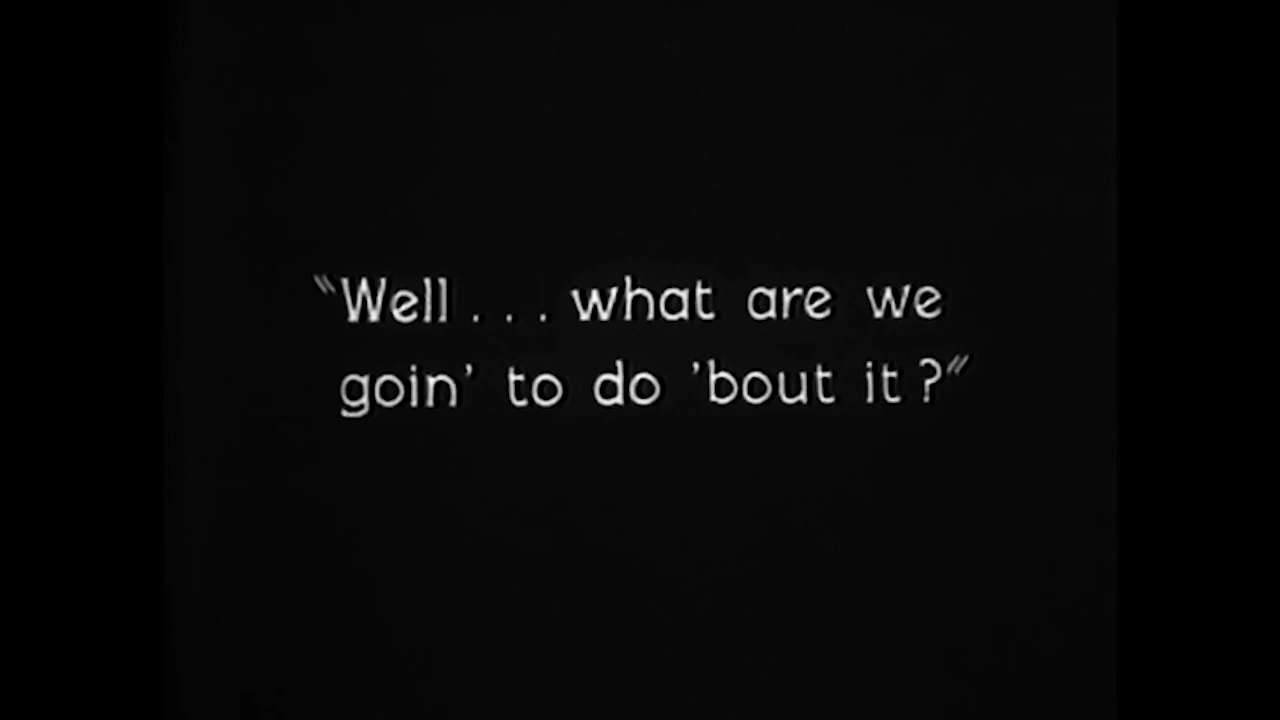 "Well . . . what are we
goin' to do 'bout it ?"